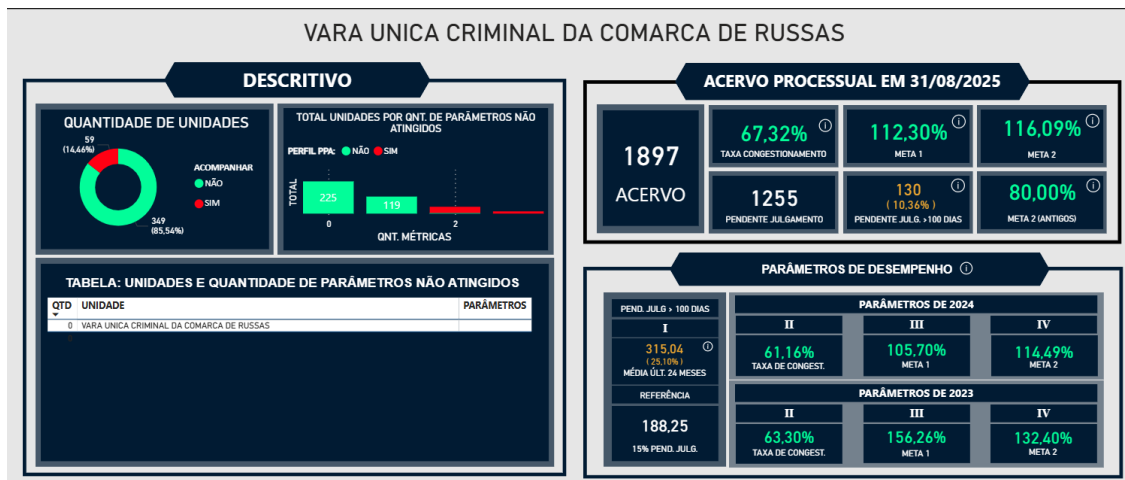 VARA UNICA CRIMINAL DA COMARCA DE RUSSAS
DESCRITIVO
QUANTIDADE DE UNIDADES
59
(14,46%)
ACOMPANHAR
NÃO
SIM
349
(85,54%)
TOTAL UNIDADES POR QNT. DE PARÂMETROS NÃO
ATINGIDOS
PERFIL PPA: NÃO SIM
TOTAL
225
119
0
2
QNT. MÉTRICAS
TABELA: UNIDADES E QUANTIDADE DE PARÂMETROS NÃO ATINGIDOS
QTD UNIDADE PARÂMETROS
0 VARA UNICA CRIMINAL DA COMARCA DE RUSSAS
ACERVO PROCESSUAL EM 31/08/2025
1897
ACERVO
67,32%
TAXA CONGESTIONAMENTO
112,30%
META 1
116,09%
META 2
1255
PENDENTE JULGAMENTO
130
( 10,36% )
PENDENTE JULG. >100 DIAS
80,00%
META 2 (ANTIGOS)
PARÂMETROS DE DESEMPENHO
PEND. JULG > 100 DIAS
I
315,04
( 25,10% )
MÉDIA ÚLT. 24 MESES
REFERÊNCIA
188,25
15% PEND. JULG.
PARÂMETROS DE 2024
II III IV
61,16% 105,70% 114,49%
TAXA DE CONGEST. META 1 META 2
PARÂMETROS DE 2023
II III IV
63,30% 156,26% 132,40%
TAXA DE CONGEST. META 1 META 2